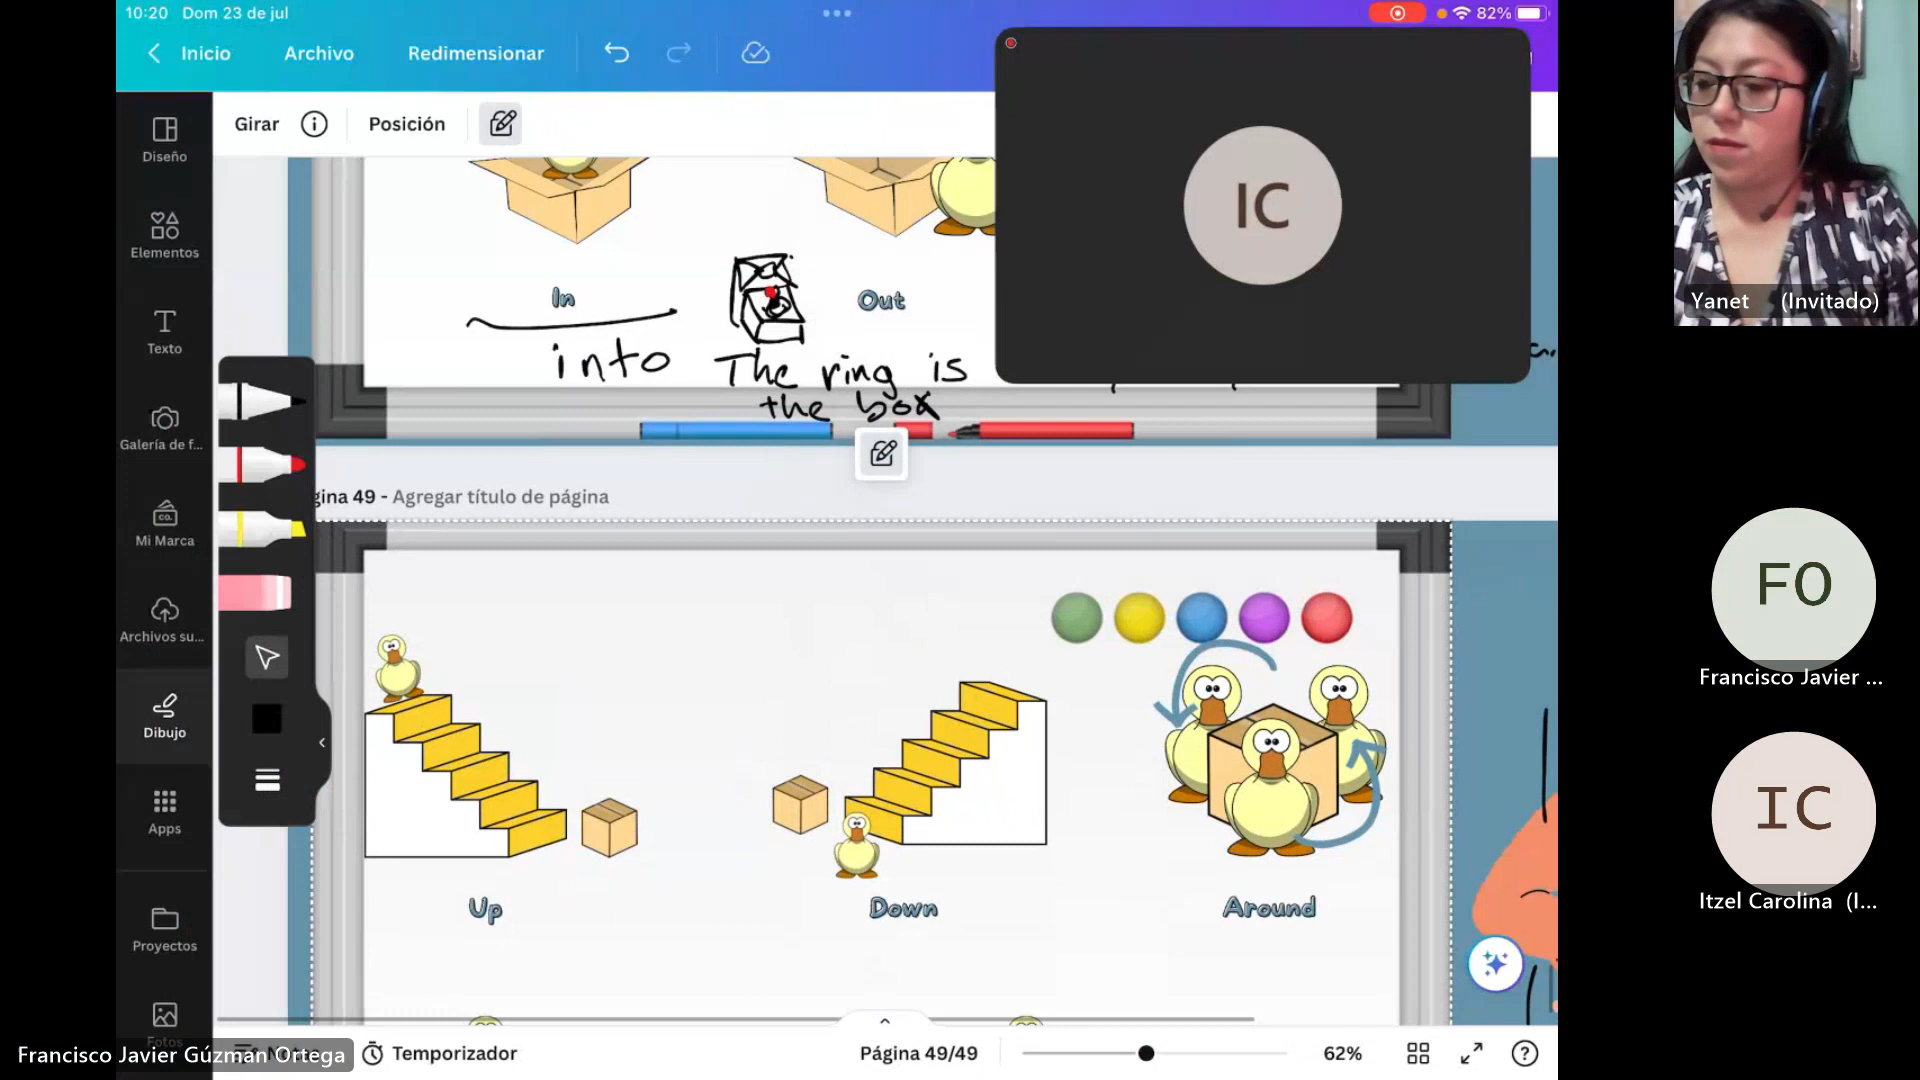 10:20 Dom 23 de jul
82%
Inicio Archivo Redimensionar
Girar Posición
Diseño
Elementos
Texto
Galería de f...
Mi Marca
Archivos su...
Dibujo
Apps
Proyectos
Fotos
In
Out
into
The ring is
the box
IC
gina 49 - Agregar título de página
Up
Down
Around
Temporizador
Página 49/49
62%
Francisco Javier Gúzman Ortega
Yanet (Invitado)
FO
Francisco Javier ...
IC
Itzel Carolina (I...